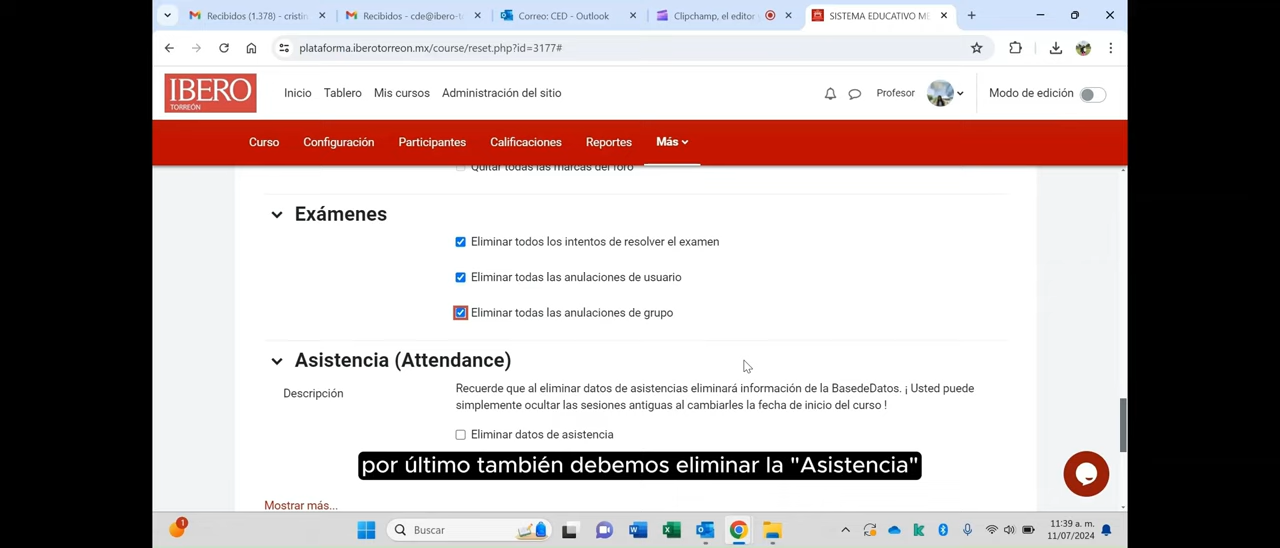 Recibidos (1,378) - cristin
Recibidos - cde@ibero-to
Correo: CED - Outlook
Clipchamp, el editor
SISTEMA EDUCATIVO ME
plataforma.iberotorreon.mx/course/reset.php?id=3177#
IBERO
TORREÓN
Inicio
Tablero
Mis cursos
Administración del sitio
Profesor
Modo de edición
Curso
Configuración
Participantes
Calificaciones
Reportes
Más
Quitar todas las marcas del foro
Exámenes
Eliminar todos los intentos de resolver el examen
Eliminar todas las anulaciones de usuario
Eliminar todas las anulaciones de grupo
Asistencia (Attendance)
Descripción
Recuerde que al eliminar datos de asistencias eliminará información de la BasedeDatos. ¡ Usted puede
simplemente ocultar las sesiones antiguas al cambiarles la fecha de inicio del curso !
Eliminar datos de asistencia
por último también debemos eliminar la "Asistencia"
Mostrar más...
1
Buscar
11:39 a. m.
11/07/2024